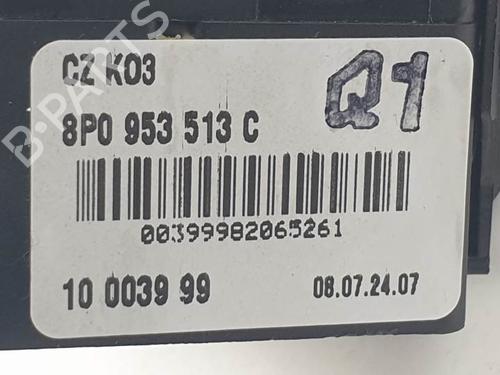 CZ K03
Q1
8P0 953 513 C
00399982065261
10 0039 99
08.07.24.07
B-PARTS